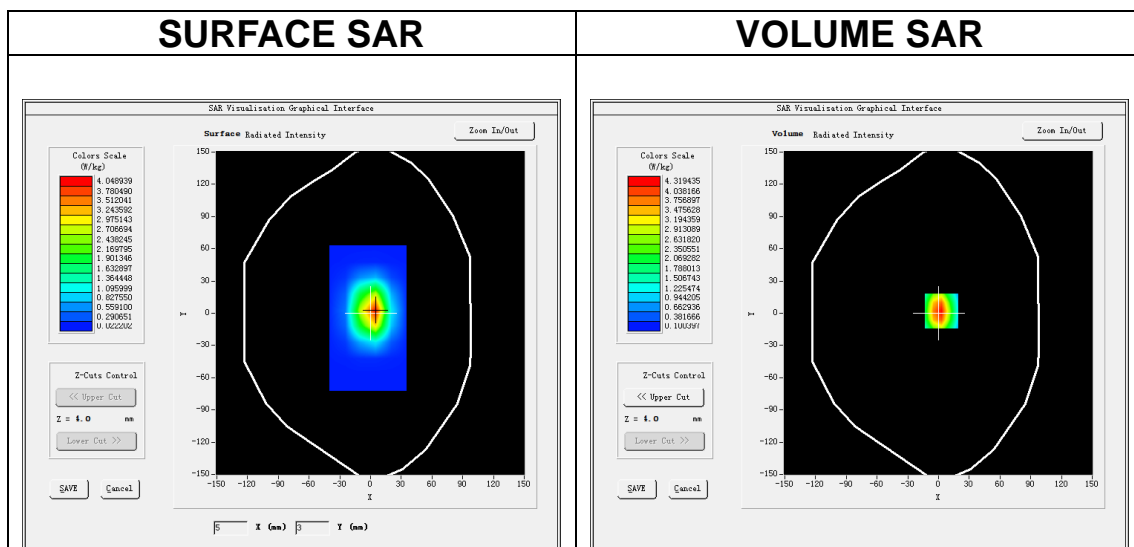 SURFACE SAR
VOLUME SAR
SAR Visualisation Graphical Interface
Surface Radiated Intensity
Zoom In/Out
Colors Scale
(W/kg)
4.048939
3.780490
3.512041
3.243592
2.975143
2.706694
2.438245
2.169795
1.901346
1.632897
1.364448
1.095999
0.827550
0.559100
0.290651
0.022202
150
120
90
60
30
0
-30
-60
-90
-120
-150
Y
-150 -120 -90 -60 -30 0 30 60 90 120 150
X
Z-Cuts Control
<< Upper Cut
Z = 4.0 mm
Lower Cut >>
SAVE Cancel
5 X (mm) 3 Y (mm)
SAR Visualisation Graphical Interface
Volume Radiated Intensity
Zoom In/Out
Colors Scale
(W/kg)
4.319435
4.038166
3.756897
3.475628
3.194359
2.913089
2.631820
2.350551
2.069282
1.788013
1.506743
1.225474
0.944205
0.662936
0.381666
0.100397
150
120
90
60
30
0
-30
-60
-90
-120
-150
Y
-150 -120 -90 -60 -30 0 30 60 90 120 150
X
Z-Cuts Control
<< Upper Cut
Z = 4.0 mm
Lower Cut >>
SAVE Cancel